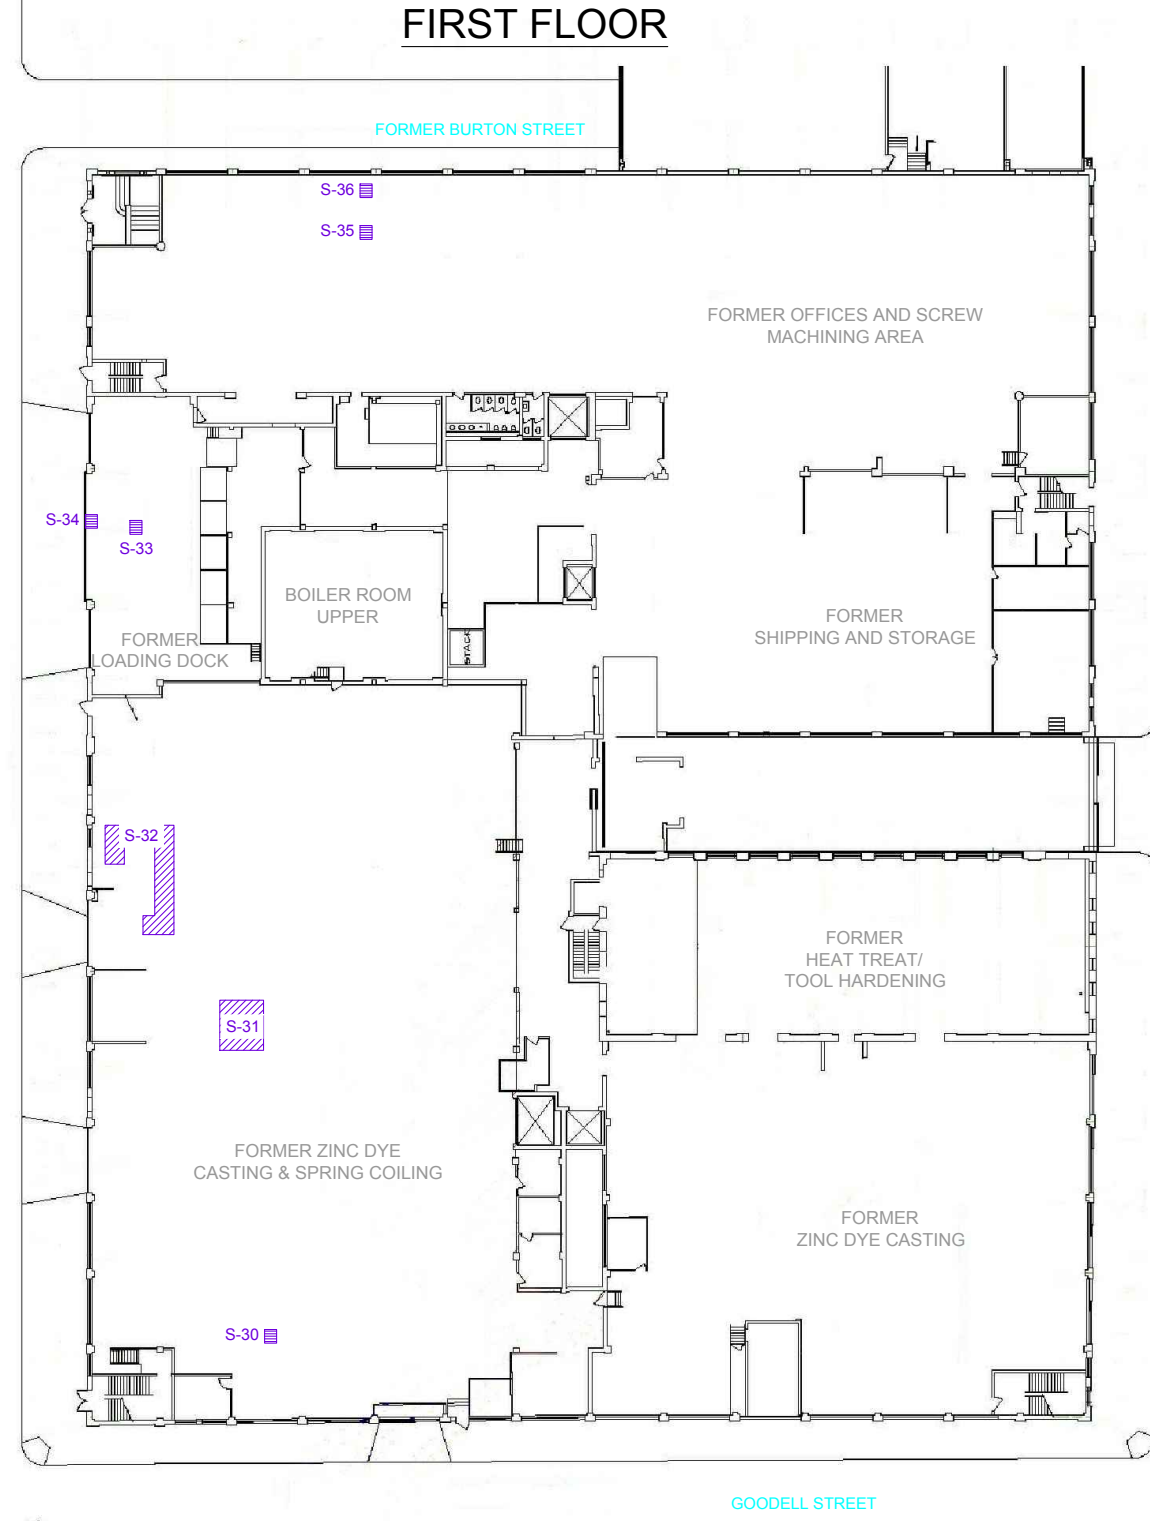 FIRST FLOOR
FORMER BURTON STREET
S-36
S-35
FORMER OFFICES AND SCREW
MACHINING AREA
S-34
S-33
BOILER ROOM
UPPER
STACK
FORMER
LOADING DOCK
FORMER
SHIPPING AND STORAGE
S-32
FORMER
HEAT TREAT/
TOOL HARDENING
S-31
FORMER ZINC DYE
CASTING & SPRING COILING
FORMER
ZINC DYE CASTING
S-30
GOODELL STREET